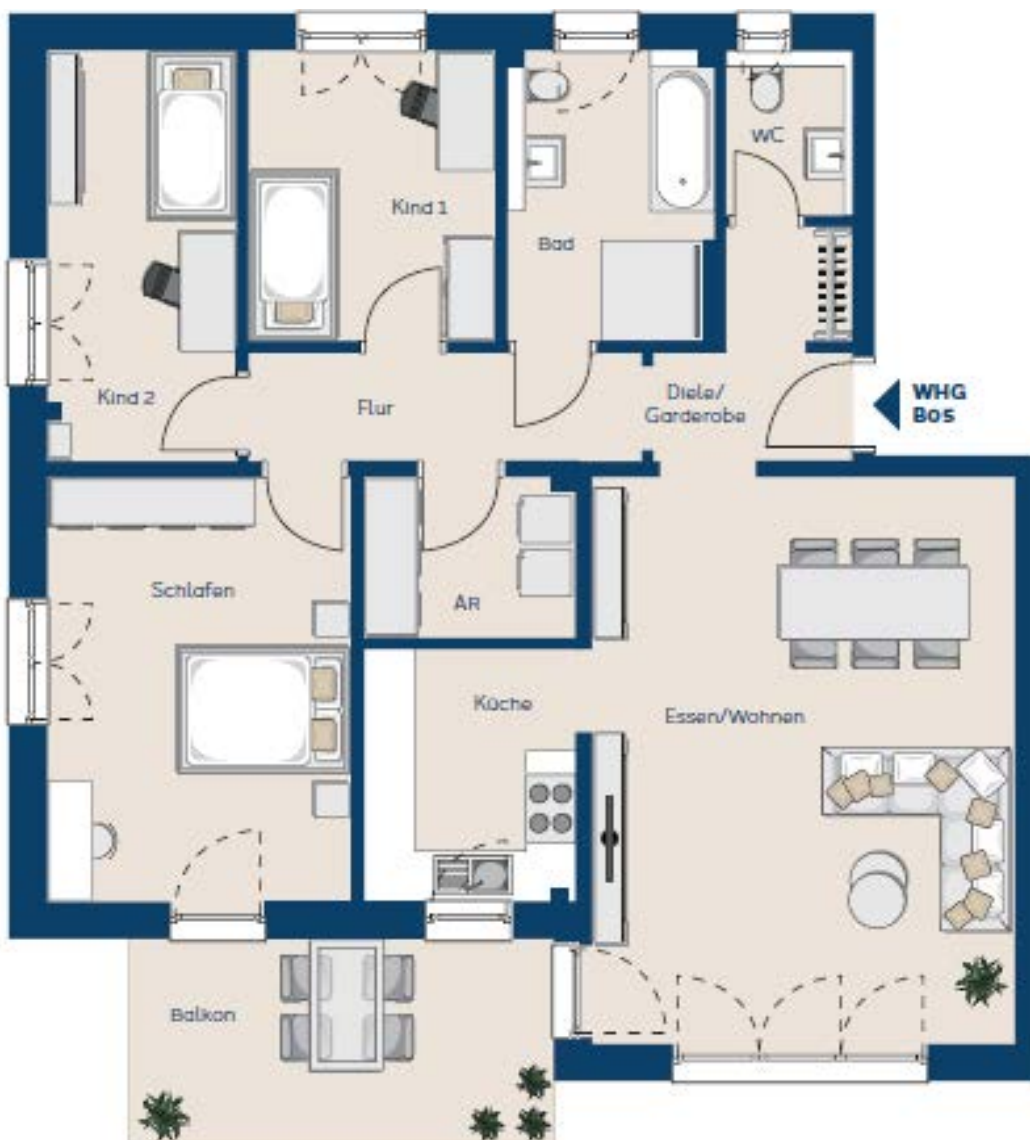 WC
Kind 1
Bad
Kind 2
Flur
Diele/
Garderobe
WHG
B05
Schlafen
AR
Küche
Essen/Wohnen
Balkon